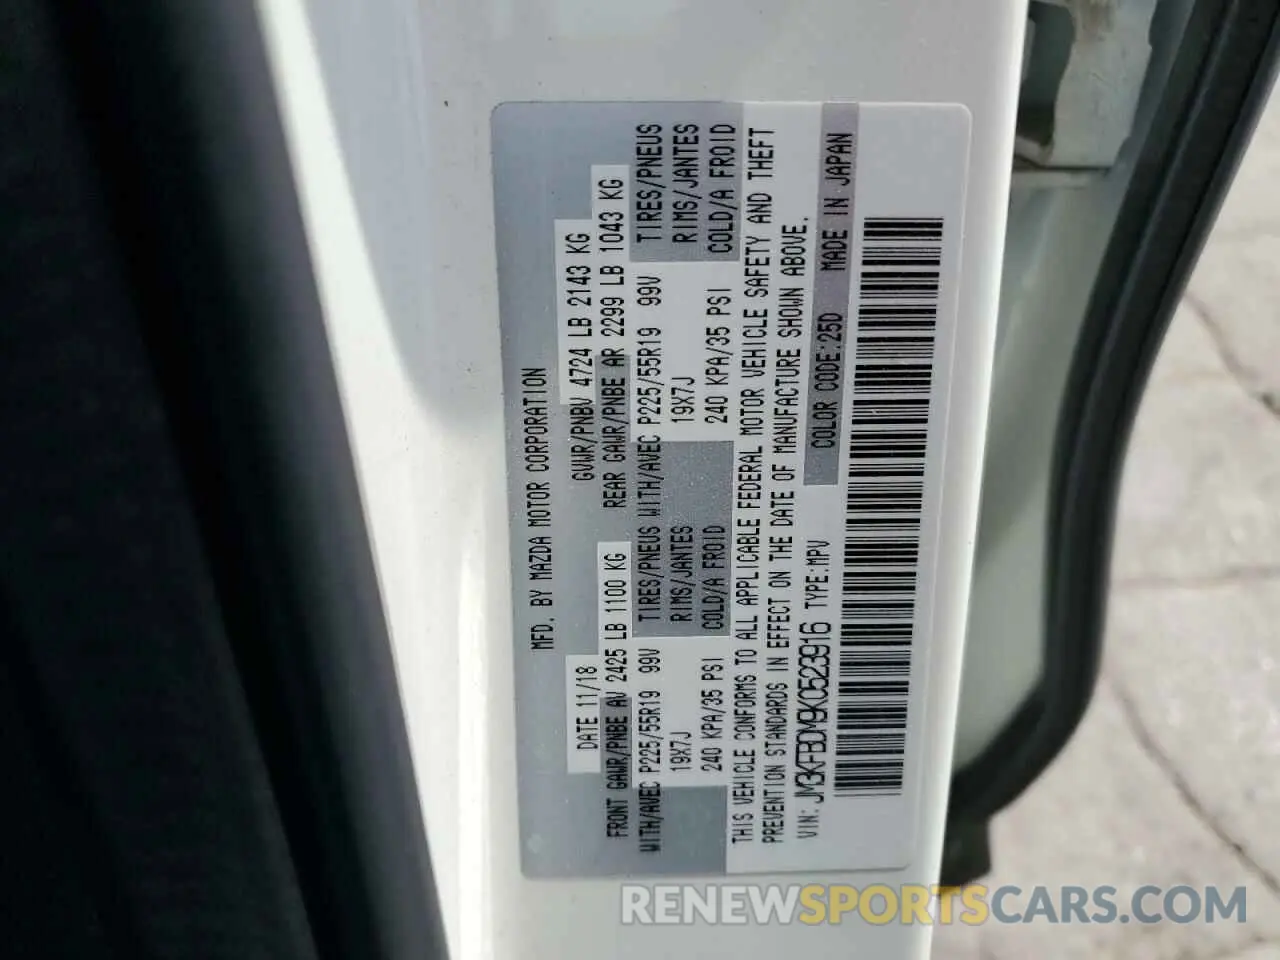 MFD. BY MAZDA MOTOR CORPORATION
DATE 11/18 GVWR/PNBV 4724 LB 2143 KG
FRONT GAWR/PNBE AV 2425 LB 1100 KG REAR GAWR/PNBE AR 2299 LB 1043 KG
WITH/AVEC P225/55R19 99V TIRES/PNEUS WITH/AVEC P225/55R19 99V TIRES/PNEUS
19X7J RIMS/JANTES 19X7J RIMS/JANTES
240 KPA/35 PSI COLD/A FROID 240 KPA/35 PSI COLD/A FROID
THIS VEHICLE CONFORMS TO ALL APPLICABLE FEDERAL MOTOR VEHICLE SAFETY AND THEFT
PREVENTION STANDARDS IN EFFECT ON THE DATE OF MANUFACTURE SHOWN ABOVE.
VIN: JM3KFBDM9K0523916 TYPE:MPV COLOR CODE:25D MADE IN JAPAN
RENEWSPORTSCARS.COM